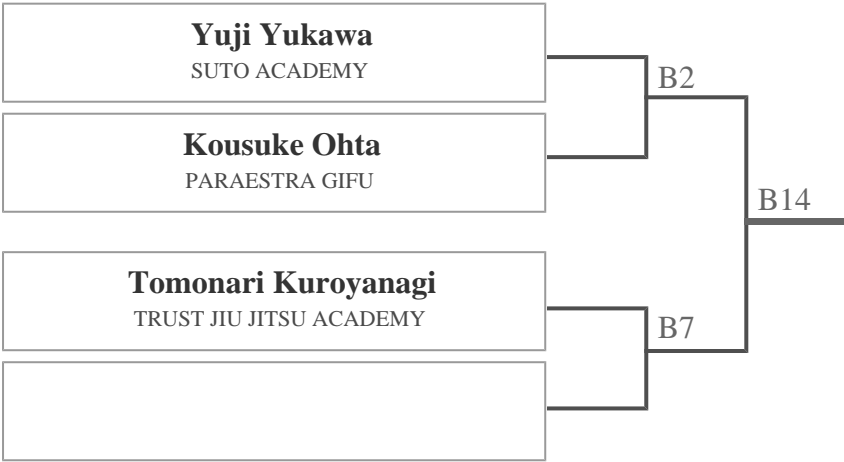 Yuji Yukawa
SUTO ACADEMY
B2
Kousuke Ohta
PARAESTRA GIFU
B14
Tomonari Kuroyanagi
TRUST JIU JITSU ACADEMY
B7